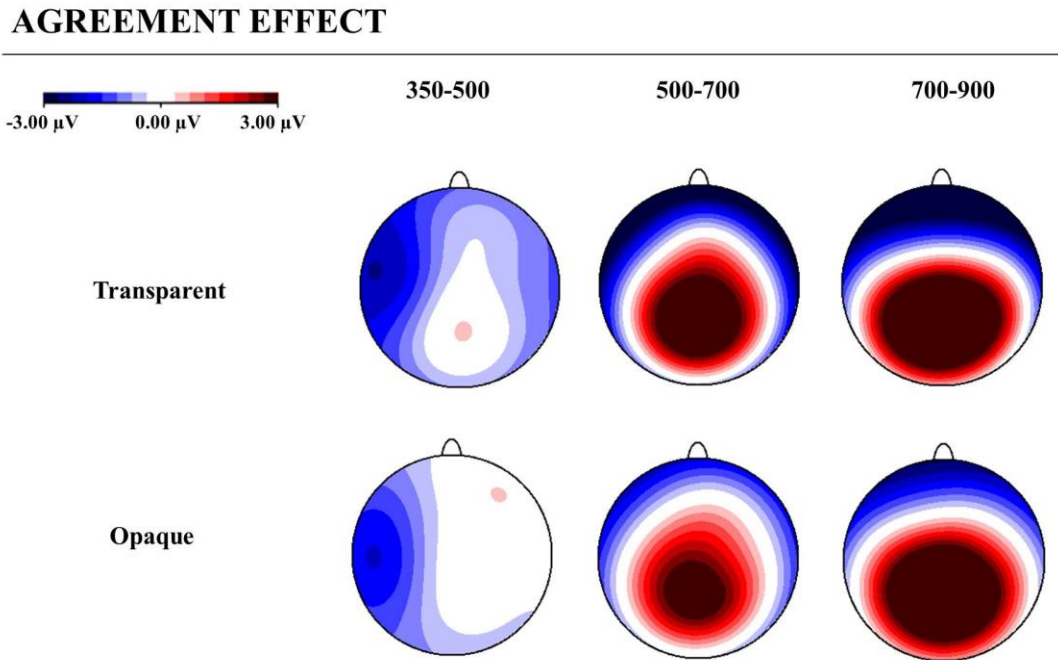 AGREEMENT EFFECT
350-500 500-700 700-900
-3.00 µV 0.00 µV 3.00 µV
Transparent
Opaque